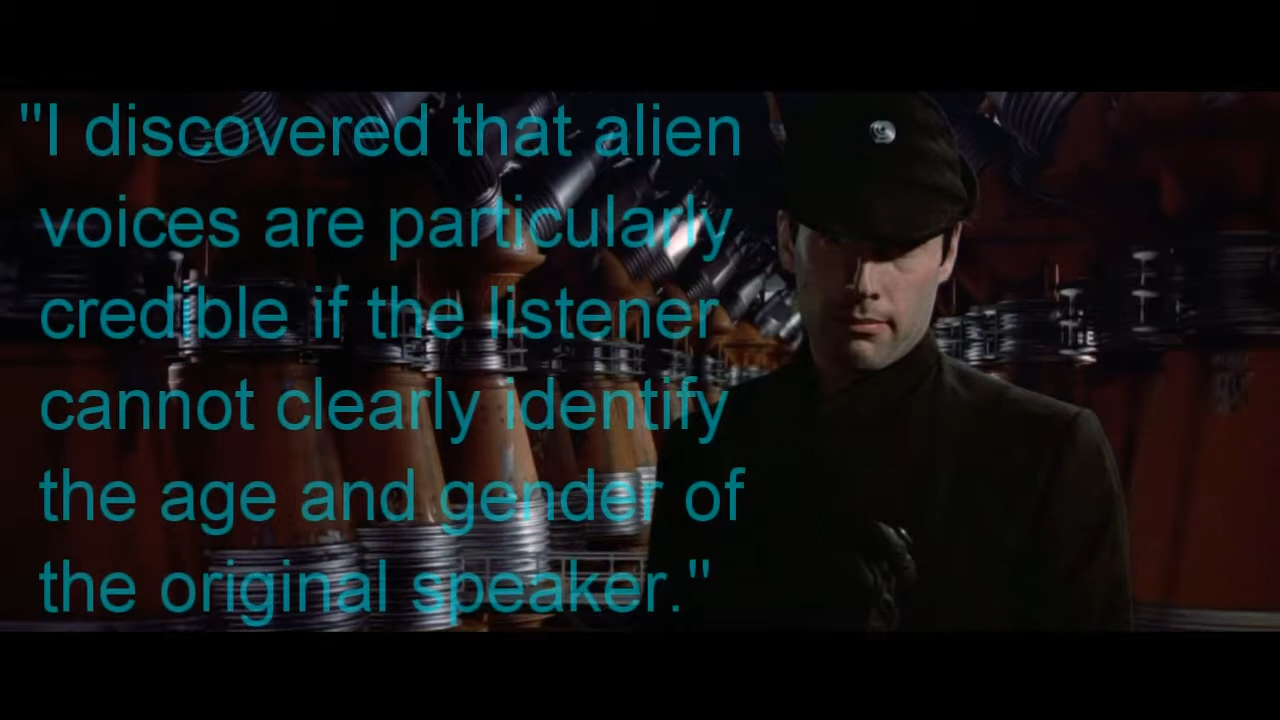 "I discovered that alien
voices are particularly
credible if the listener
cannot clearly identify
the age and gender of
the original speaker."